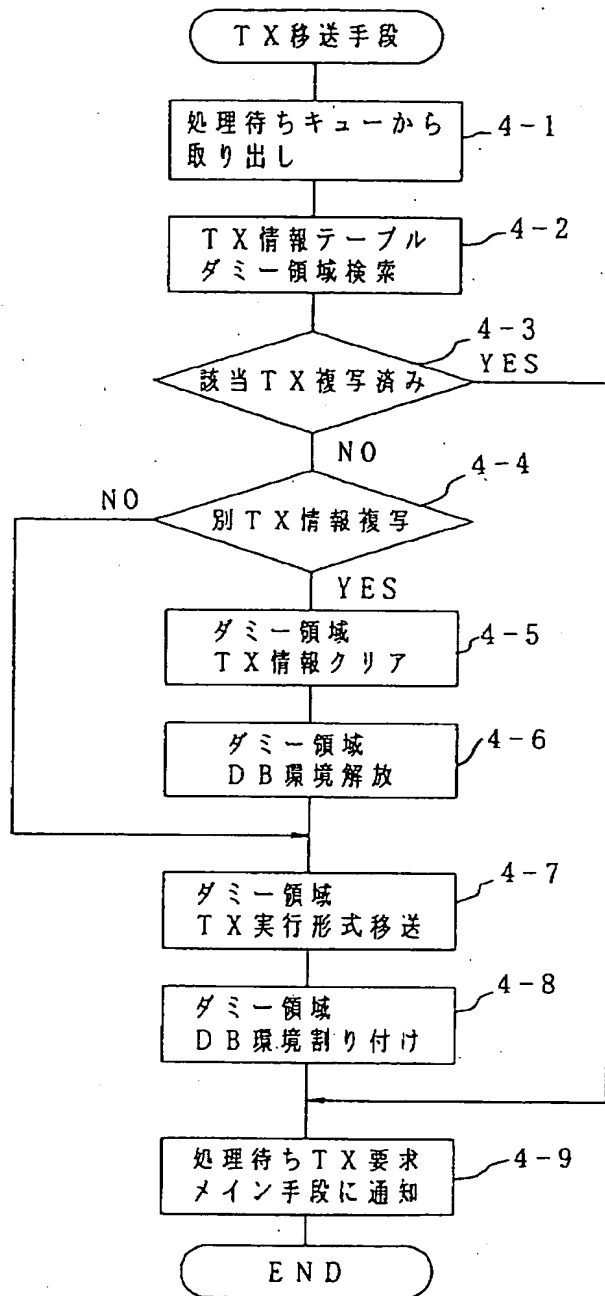 TX移送手段
処理待ちキューから
取り出し
4-1
TX情報テーブル
ダミー領域検索
4-2
4-3
該当TX複写済み
YES
NO
4-4
NO
別TX情報複写
YES
ダミー領域
TX情報クリア
4-5
ダミー領域
DB環境解放
4-6
ダミー領域
TX実行形式移送
4-7
ダミー領域
DB環境割り付け
4-8
処理待ちTX要求
メイン手段に通知
4-9
END